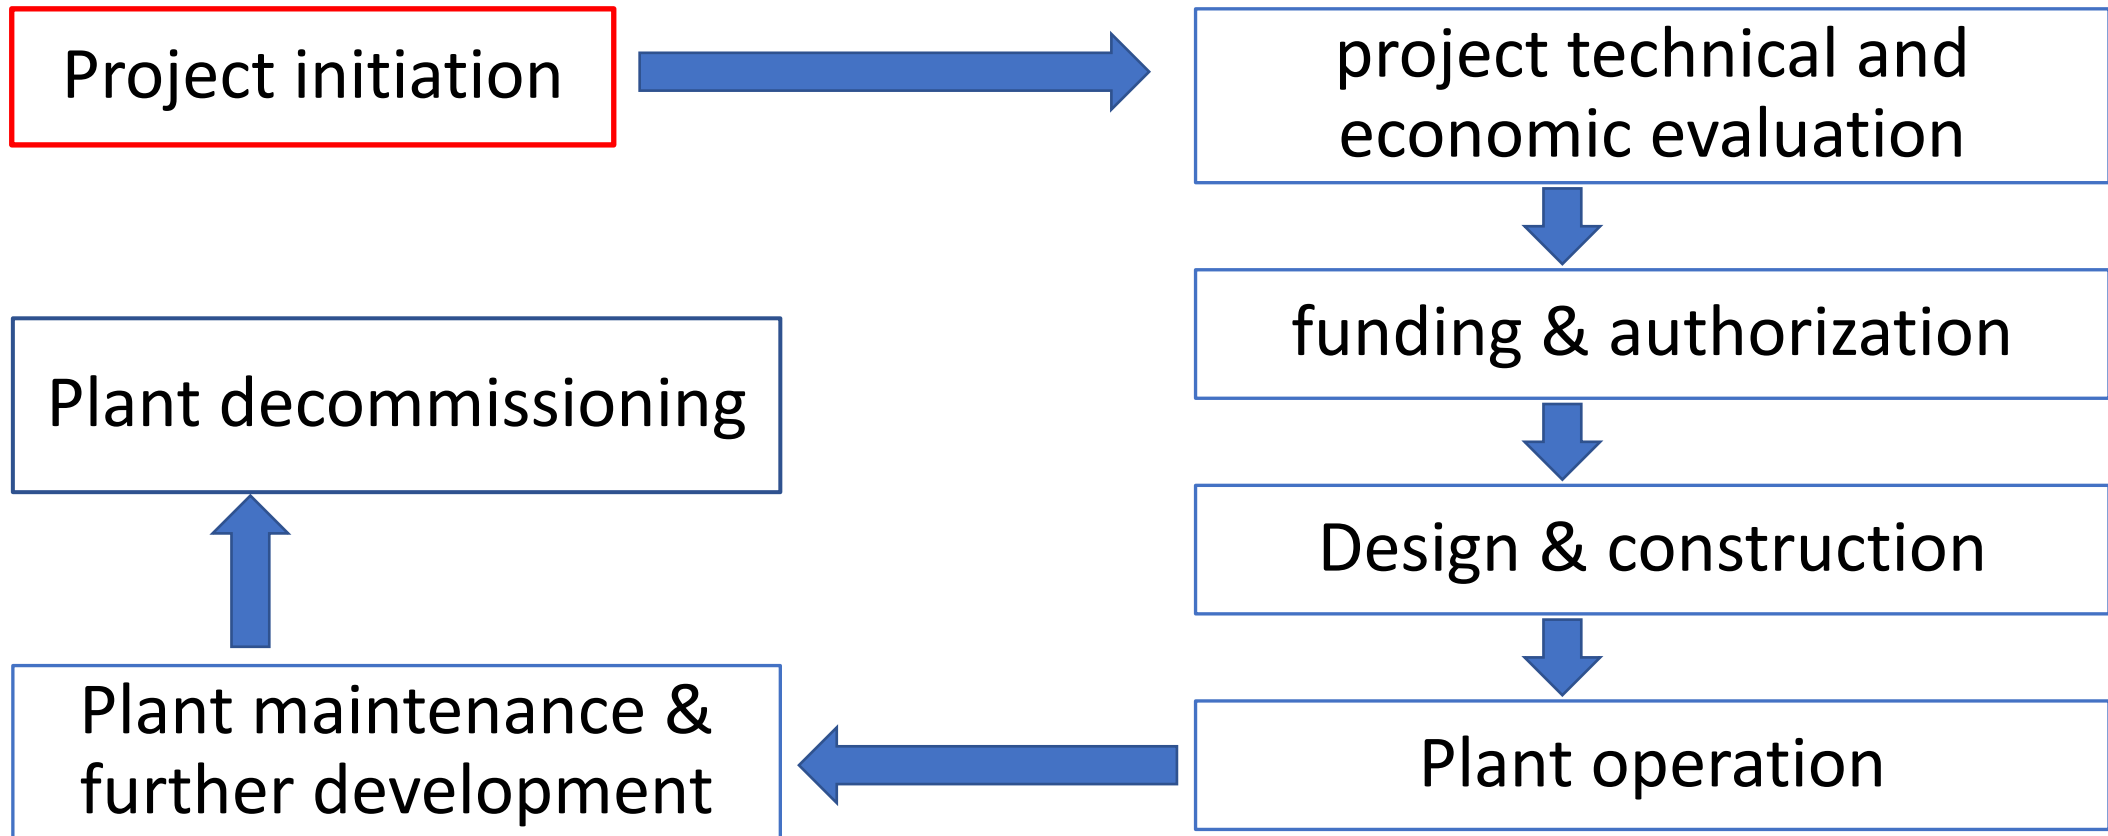 Project initiation
project technical and
economic evaluation
funding & authorization
Design & construction
Plant operation
Plant maintenance &
further development
Plant decommissioning